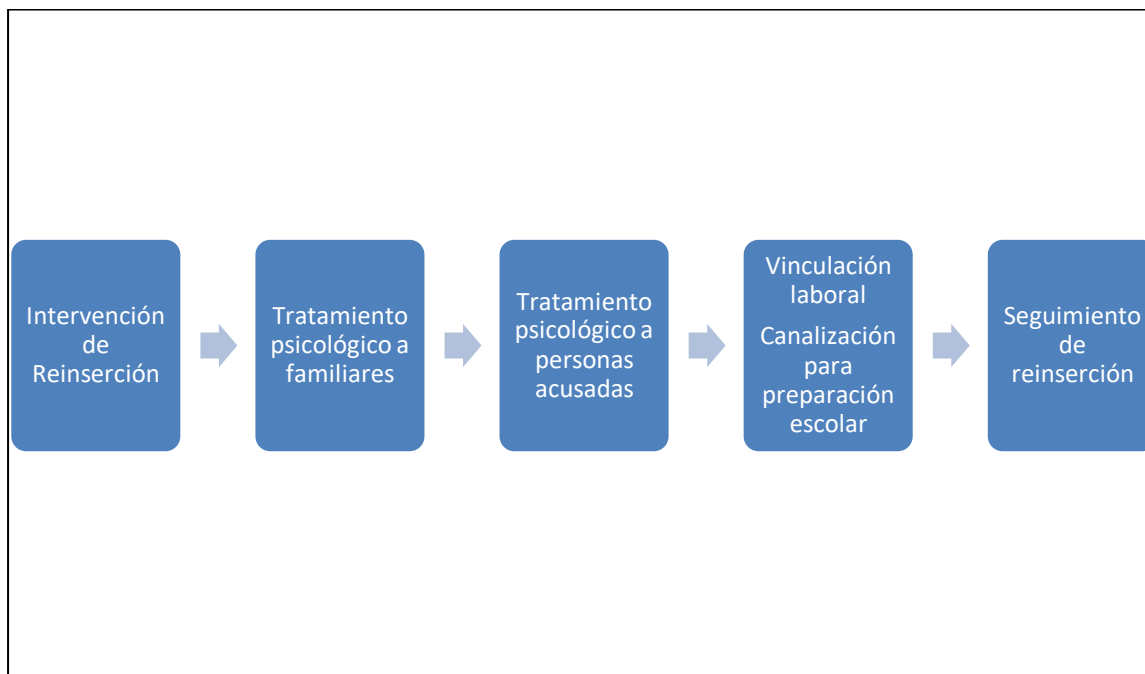 Intervención
de
Reinserción
Tratamiento
psicológico a
familiares
Tratamiento
psicológico a
personas
acusadas
Vinculación
laboral
Canalización
para
preparación
escolar
Seguimiento
de
reinserción